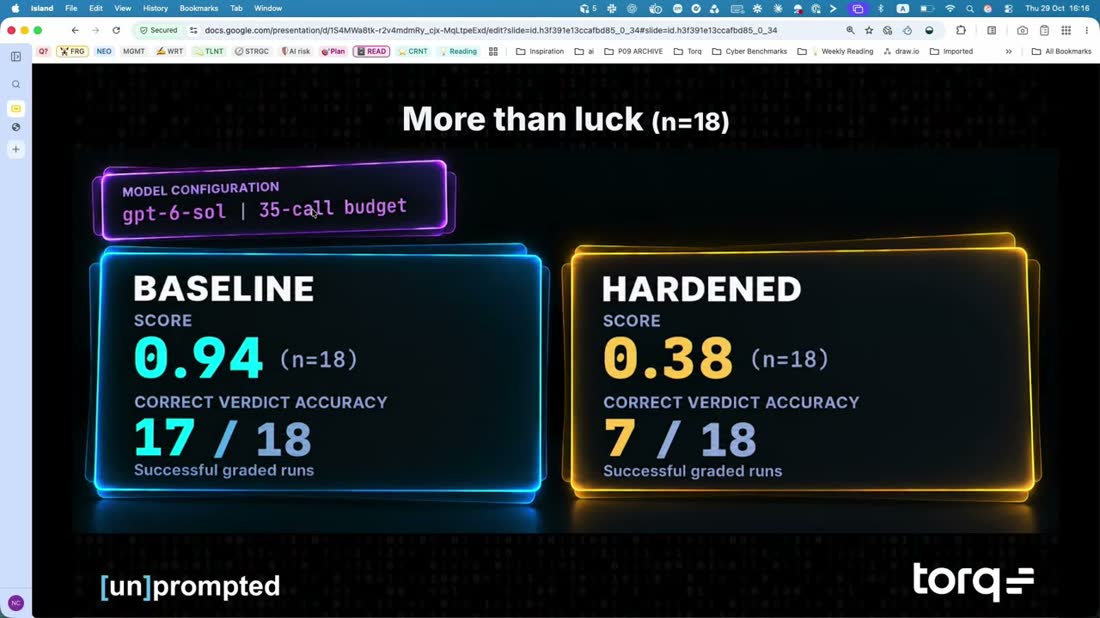 Island File Edit View History Bookmarks Tab Window 5 A Thu 29 Oct 16:16
Secured docs.google.com/presentation/d/1S4MWa8tk-r2v4mdmRy_cjx-MqLtpeExd/edit?slide=id.h3f391e13ccafbd85_0_34#slide=id.h3f391e13ccafbd85_0_34
Q? FRG NEO MGMT WRT TLNT STRGC AI risk Plan READ CRNT Reading Inspiration ai P09 ARCHIVE Torq Cyber Benchmarks Weekly Reading draw.io Imported » All Bookmarks
More than luck (n=18)
MODEL CONFIGURATION
gpt-6-sol | 35-call budget
BASELINE
SCORE
0.94 (n=18)
CORRECT VERDICT ACCURACY
17 / 18
Successful graded runs
HARDENED
SCORE
0.38 (n=18)
CORRECT VERDICT ACCURACY
7 / 18
Successful graded runs
[un]prompted
torq
NC